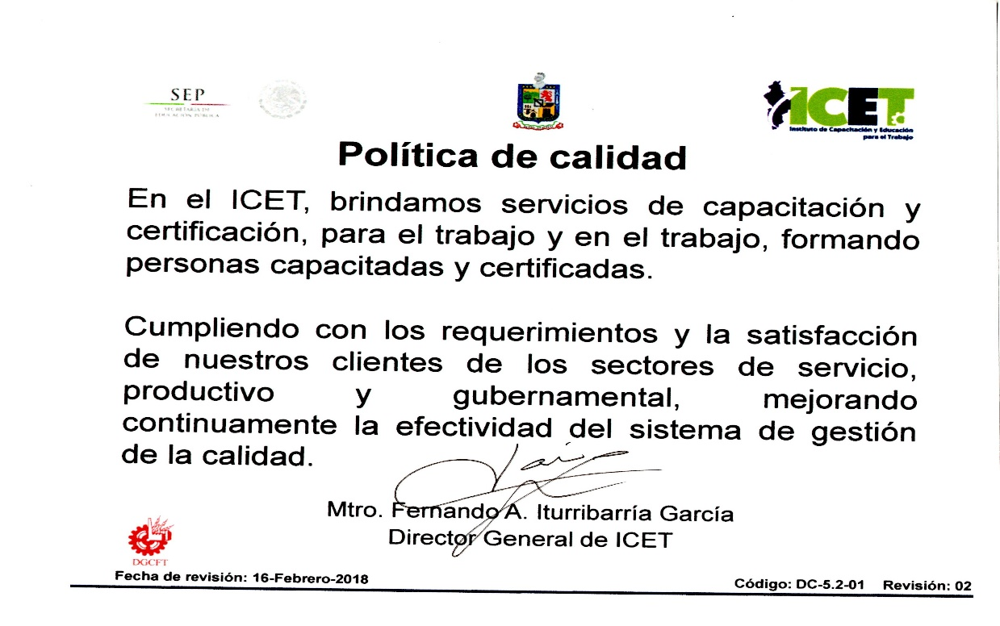 SEP
SECRETARÍA DE
EDUCACIÓN PÚBLICA
ICET
Instituto de Capacitación y Educación
para el Trabajo
Política de calidad
En el ICET, brindamos servicios de capacitación y
certificación, para el trabajo y en el trabajo, formando
personas capacitadas y certificadas.
Cumpliendo con los requerimientos y la satisfacción
de nuestros clientes de los sectores de servicio,
productivo y gubernamental, mejorando
continuamente la efectividad del sistema de gestión
de la calidad.
Mtro. Fernando A. Iturribarría García
Director General de ICET
DGCFT
Fecha de revisión: 16-Febrero-2018
Código: DC-5.2-01 Revisión: 02